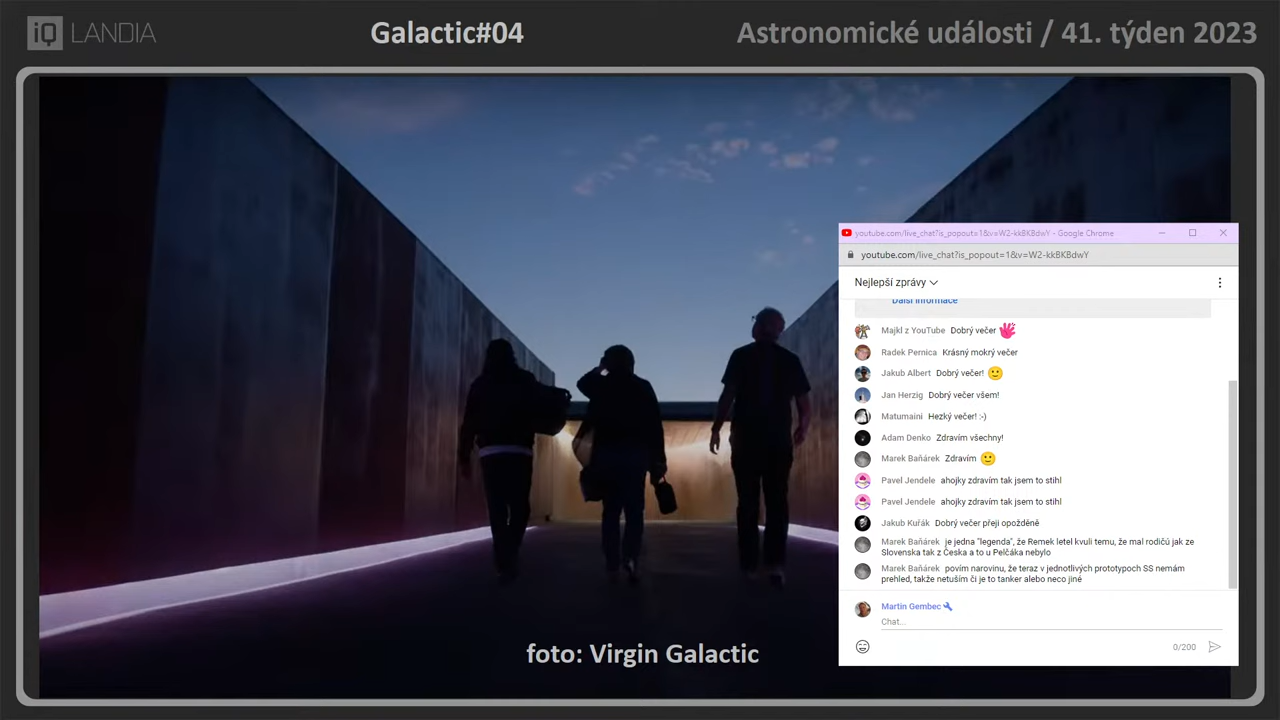 iQ LANDIA
Galactic#04
Astronomické události / 41. týden 2023
youtube.com/live_chat?is_popout=1&v=W2-kkBKBdwY - Google Chrome
youtube.com/live_chat?is_popout=1&v=W2-kkBKBdwY
Nejlepší zprávy
Další informace
Majkl z YouTube Dobrý večer
Radek Pernica Krásný mokrý večer
Jakub Albert Dobrý večer!
Jan Herzig Dobrý večer všem!
Matumaini Hezký večer! :-)
Adam Denko Zdravím všechny!
Marek Baňárek Zdravím
Pavel Jendele ahojky zdravím tak jsem to stihl
Pavel Jendele ahojky zdravím tak jsem to stihl
Jakub Kuřák Dobrý večer přeji opožděně
Marek Baňárek je jedna "legenda", že Remek letel kvuli temu, že mal rodičů jak ze
Slovenska tak z Česka a to u Pelčáka nebylo
Marek Baňárek povím narovinu, že teraz v jednotlivých prototypoch SS nemám
prehled, takže netuším či je to tanker alebo neco jiné
Martin Gembec
Chat...
0/200
foto: Virgin Galactic